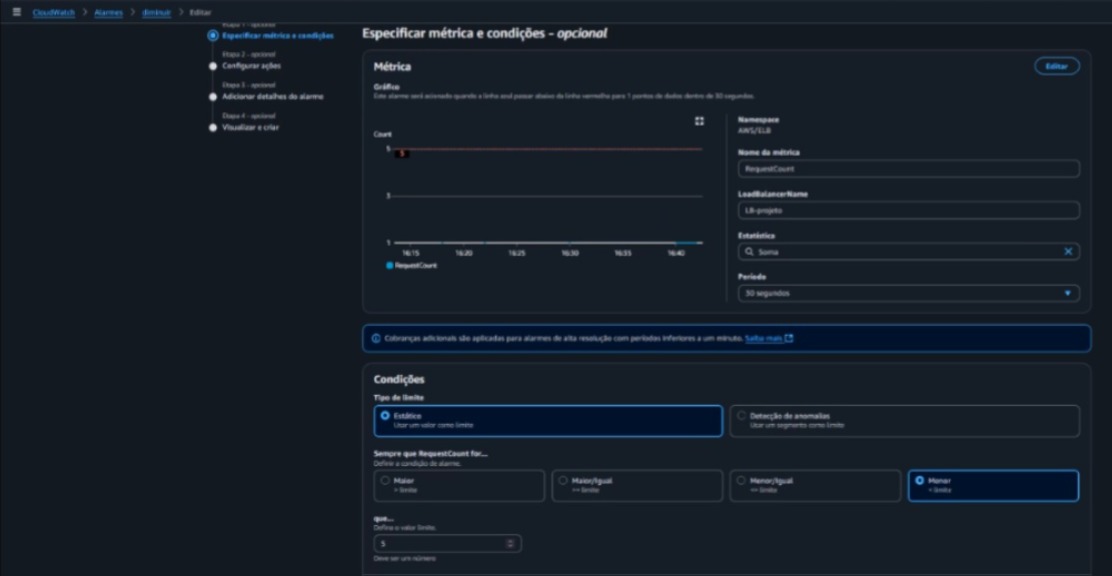 CloudWatch > Alarmes > diminuir > Editar
Etapa 1 - opcional
Especificar métrica e condições
Etapa 2 - opcional
Configurar ações
Etapa 3 - opcional
Adicionar detalhes do alarme
Etapa 4 - opcional
Visualizar e criar
Especificar métrica e condições - opcional
Métrica
Editar
Gráfico
Este alarme será acionado quando a linha azul passar abaixo da linha vermelha para 1 pontos de dados dentro de 30 segundos.
Count
5
5
3
1
16:15 16:20 16:25 16:30 16:35 16:40
RequestCount
Namespace
AWS/ELB
Nome da métrica
RequestCount
LoadBalancerName
LB-projeto
Estatística
Soma
Período
30 segundos
Cobranças adicionais são aplicadas para alarmes de alta resolução com períodos inferiores a um minuto. Saiba mais
Condições
Tipo de limite
Estático
Usar um valor como limite
Detecção de anomalias
Usar um segmento como limite
Sempre que RequestCount for...
Definir a condição de alarme.
Maior
> limite
Maior/Igual
>= limite
Menor/Igual
<= limite
Menor
< limite
que...
Defina o valor limite.
5
Deve ser um número